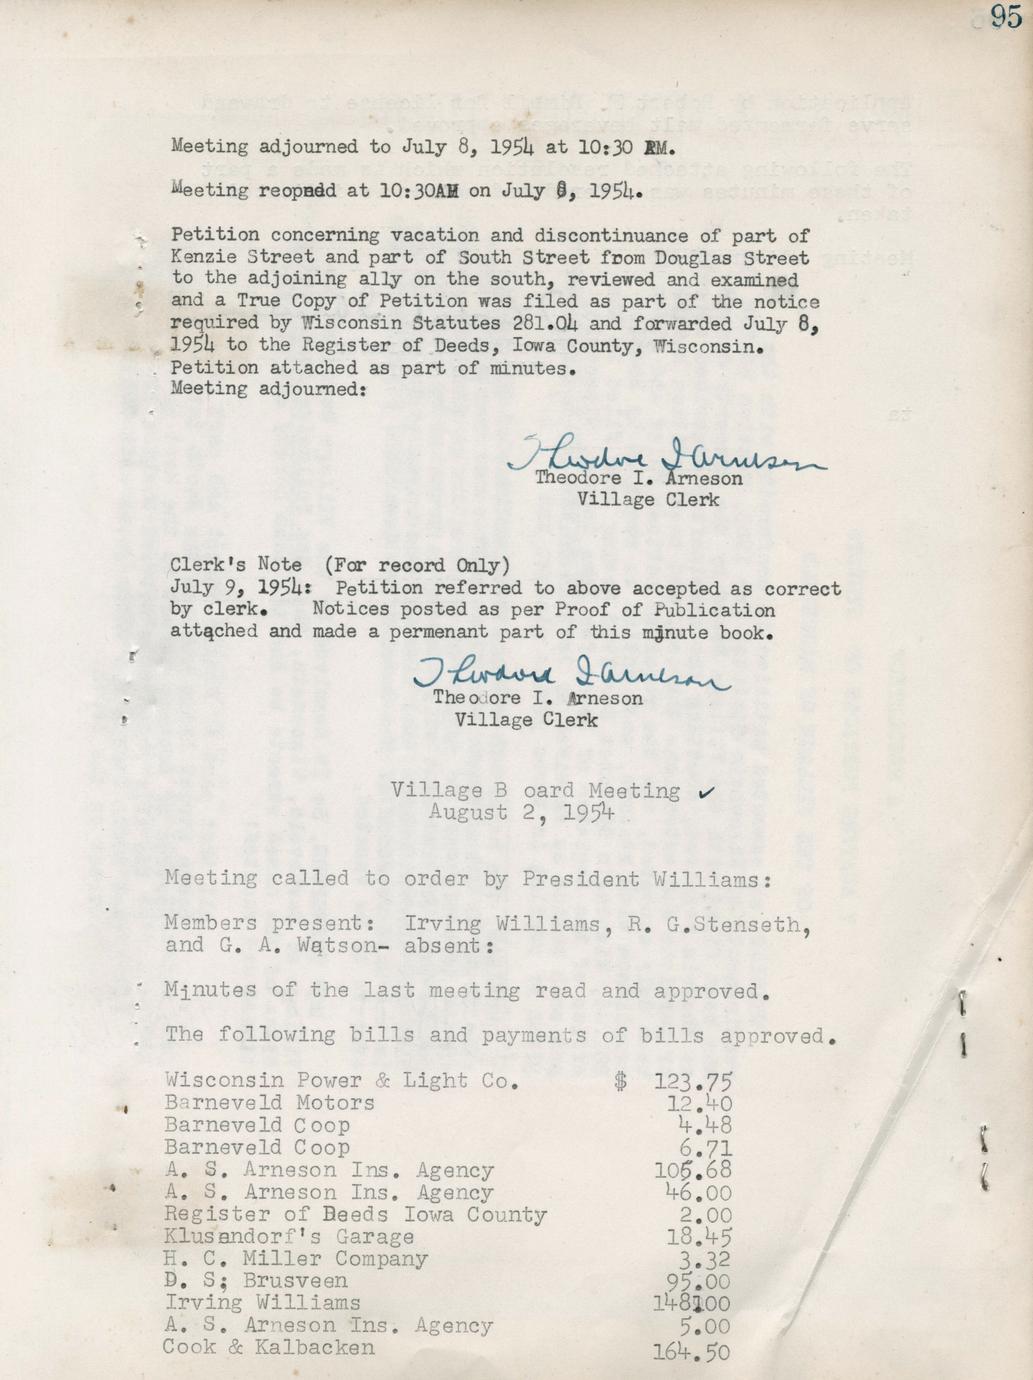 95
Meeting adjourned to July 8, 1954 at 10:30 AM.
Meeting reopned at 10:30AM on July 8, 1954.
Petition concerning vacation and discontinuance of part of
Kenzie Street and part of South Street from Douglas Street
to the adjoining ally on the south, reviewed and examined
and a True Copy of Petition was filed as part of the notice
required by Wisconsin Statutes 281.04 and forwarded July 8,
1954 to the Register of Deeds, Iowa County, Wisconsin.
Petition attached as part of minutes.
Meeting adjourned:
Theodore I Arneson
Theodore I. Arneson
Village Clerk
Clerk's Note (For record Only)
July 9, 1954: Petition referred to above accepted as correct
by clerk. Notices posted as per Proof of Publication
attached and made a permenant part of this minute book.
Theodore I Arneson
Theodore I. Arneson
Village Clerk
Village B oard Meeting ✓
August 2, 1954
Meeting called to order by President Williams:
Members present: Irving Williams, R. G.Stenseth,
and G. A. Watson- absent:
Minutes of the last meeting read and approved.
The following bills and payments of bills approved.
Wisconsin Power & Light Co. $ 123.75
Barneveld Motors 12.40
Barneveld Coop 4.48
Barneveld Coop 6.71
A. S. Arneson Ins. Agency 105.68
A. S. Arneson Ins. Agency 46.00
Register of Deeds Iowa County 2.00
Klusendorf's Garage 18.45
H. C. Miller Company 3.32
D. S; Brusveen 95.00
Irving Williams 148.00
A. S. Arneson Ins. Agency 5.00
Cook & Kalbacken 164.50